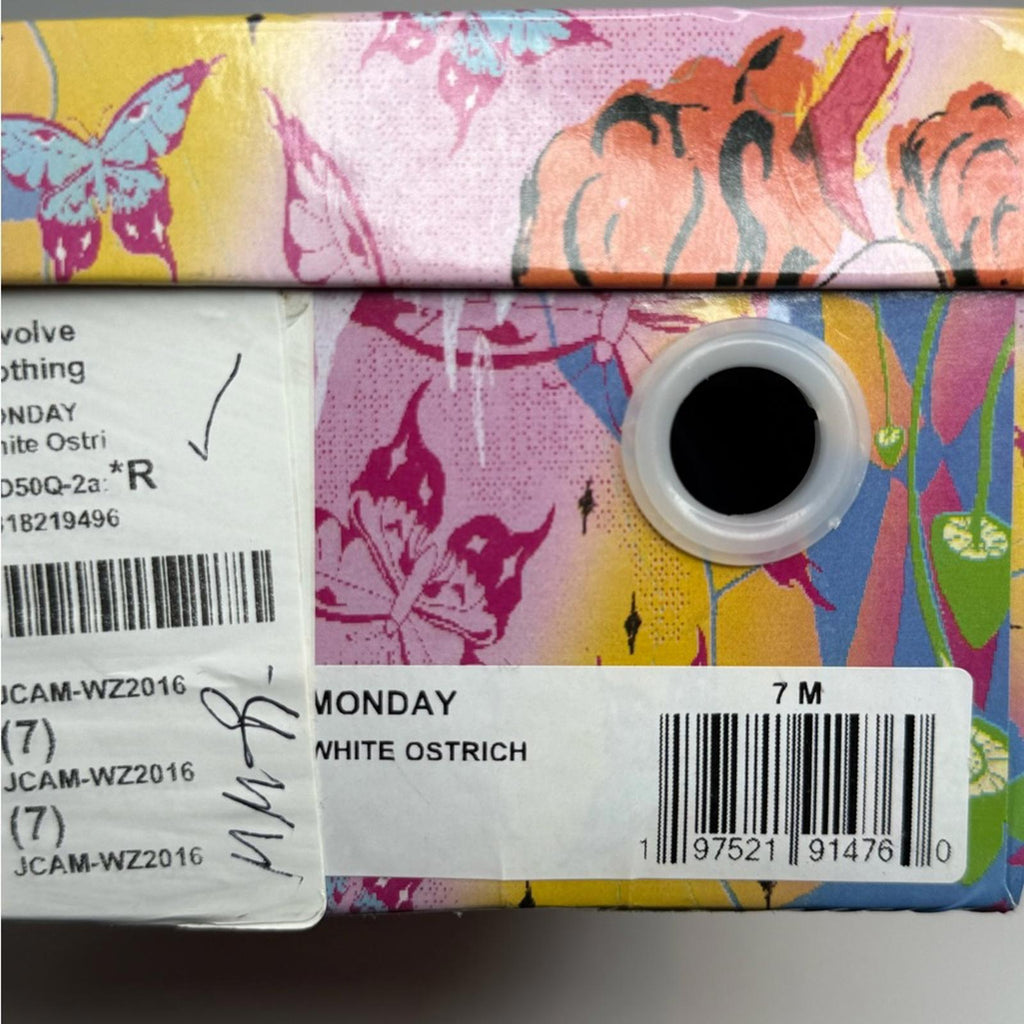 volve
othing
ONDAY
hite Ostri
D50Q-2a:*R
318219496
JCAM-WZ2016
(7)
JCAM-WZ2016
(7)
JCAM-WZ2016
MONDAY
7 M
WHITE OSTRICH
1 97521 91476 0